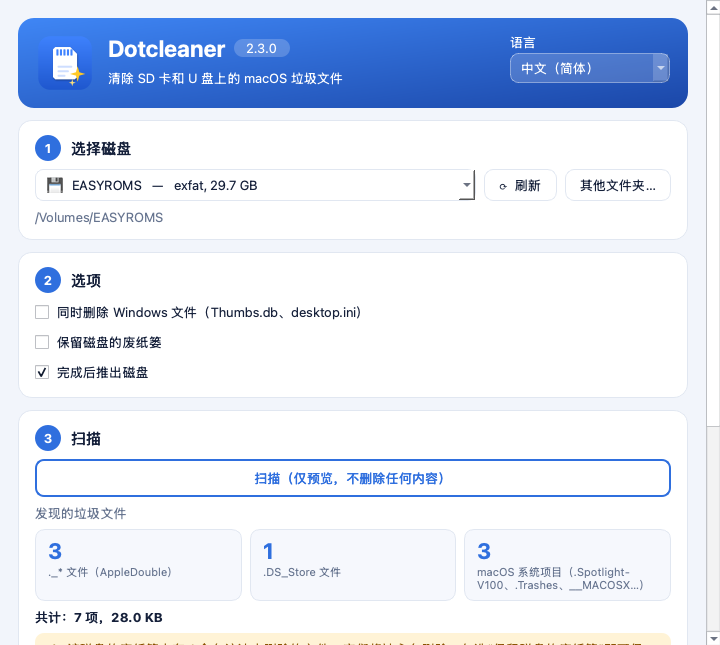 Dotcleaner 2.3.0
清除 SD 卡和 U 盘上的 macOS 垃圾文件
语言
中文（简体）
1 选择磁盘
EASYROMS — exfat, 29.7 GB
刷新
其他文件夹...
/Volumes/EASYROMS
2 选项
同时删除 Windows 文件（Thumbs.db、desktop.ini）
保留磁盘的废纸篓
完成后推出磁盘
3 扫描
扫描（仅预览，不删除任何内容）
发现的垃圾文件
3
._* 文件（AppleDouble）
1
.DS_Store 文件
3
macOS 系统项目（.Spotlight-
V100、.Trashes、__MACOSX…）
共计：7 项，28.0 KB